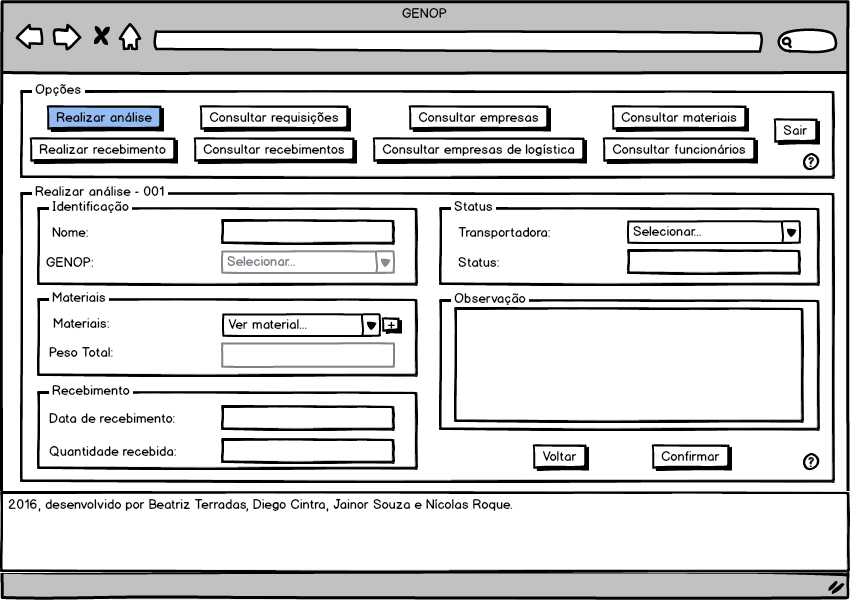 GENOP
Opções
Realizar análise
Consultar requisições
Consultar empresas
Consultar materiais
Sair
Realizar recebimento
Consultar recebimentos
Consultar empresas de logística
Consultar funcionários
?
Realizar análise - 001
Identificação
Nome:
GENOP:
Selecionar...
Materiais
Materiais:
Ver material...
Peso Total:
Recebimento
Data de recebimento:
Quantidade recebida:
Status
Transportadora:
Selecionar...
Status:
Observação
Voltar
Confirmar
?
2016, desenvolvido por Beatriz Terradas, Diego Cintra, Jainor Souza e Nícolas Roque.